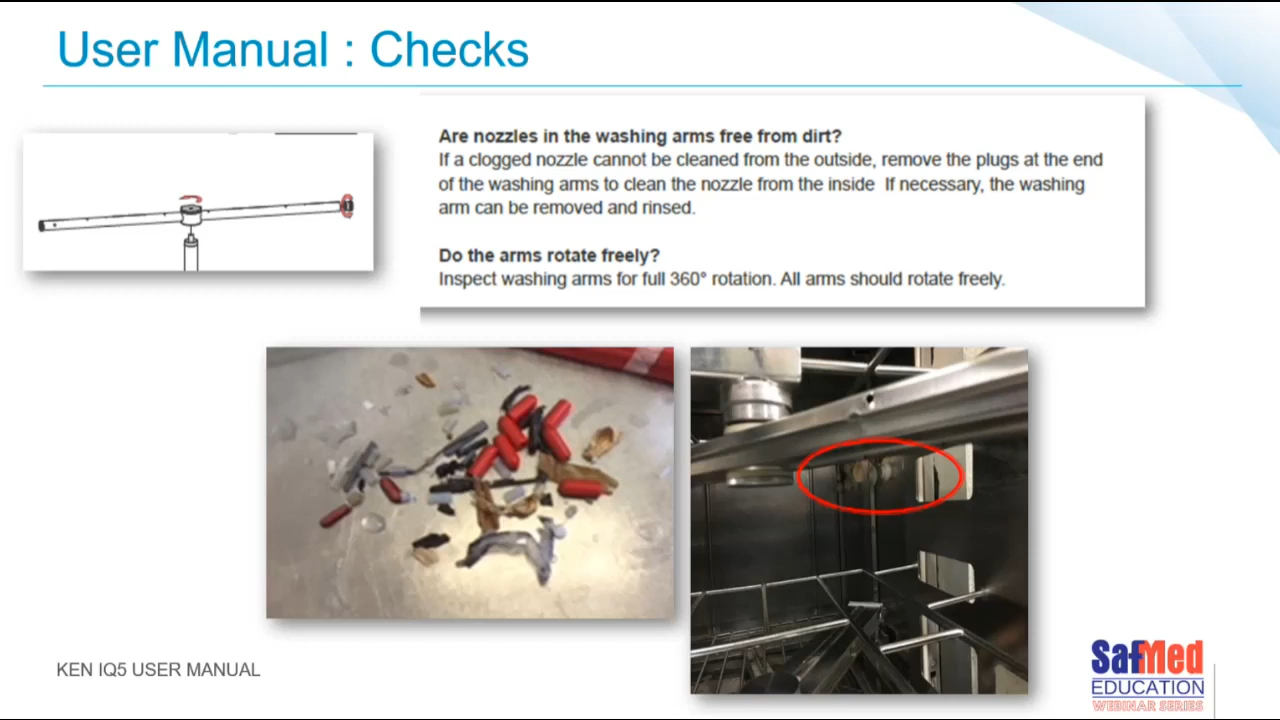 User Manual : Checks
Are nozzles in the washing arms free from dirt?
If a clogged nozzle cannot be cleaned from the outside, remove the plugs at the end
of the washing arms to clean the nozzle from the inside If necessary, the washing
arm can be removed and rinsed.
Do the arms rotate freely?
Inspect washing arms for full 360° rotation. All arms should rotate freely.
KEN IQ5 USER MANUAL
SafMed
EDUCATION
WEBINAR SERIES